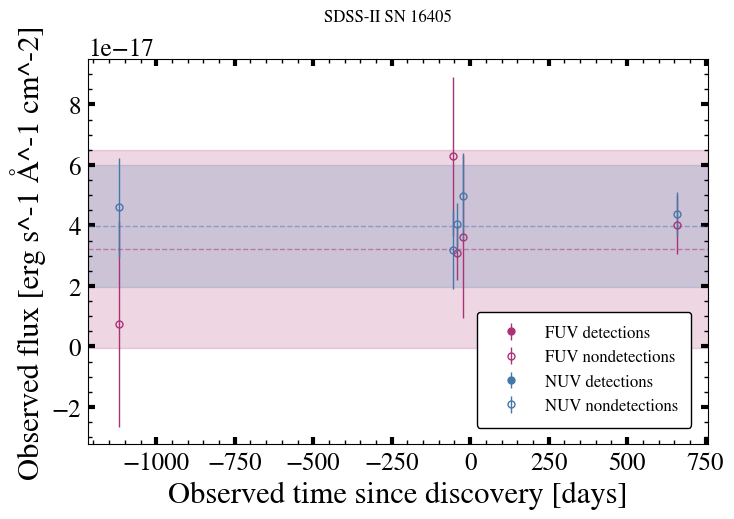 SDSS-II SN 16405
1e−17
Observed flux [erg s^-1 Å^-1 cm^-2]
8
6
4
2
0
−2
FUV detections
FUV nondetections
NUV detections
NUV nondetections
−1000 −750 −500 −250 0 250 500 750
Observed time since discovery [days]